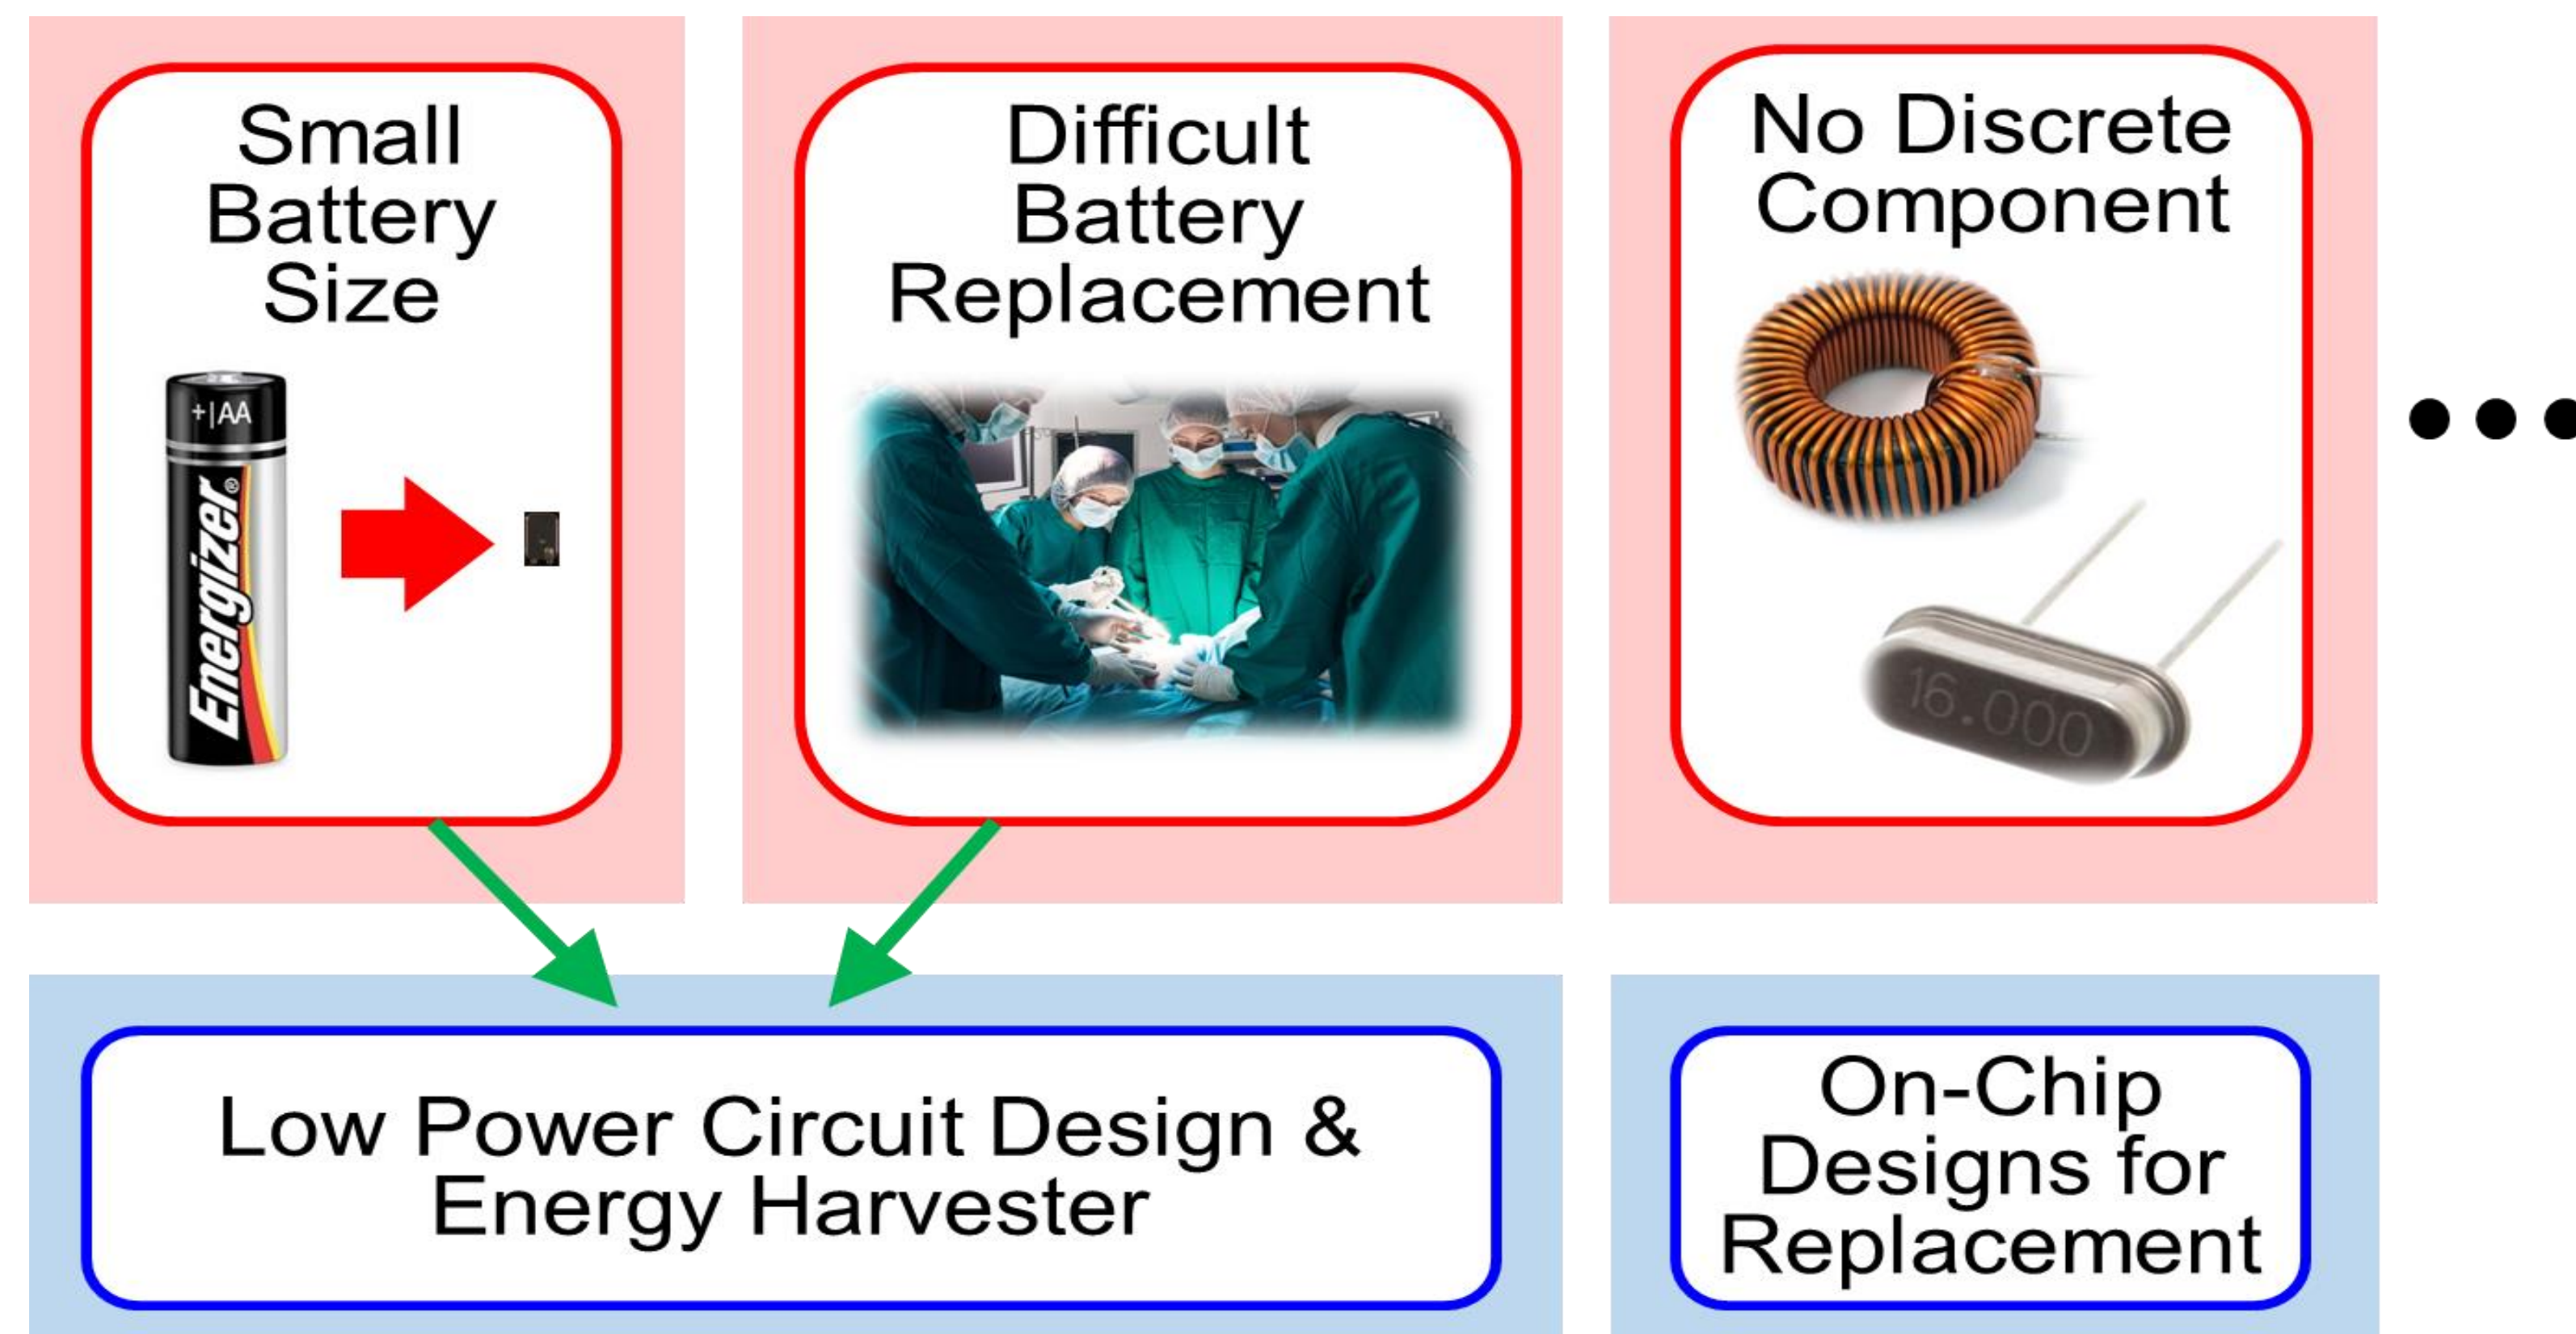 Small
Battery
Size
+|AA
Energizer®
Difficult
Battery
Replacement
No Discrete
Component
16.000
Low Power Circuit Design &
Energy Harvester
On-Chip
Designs for
Replacement